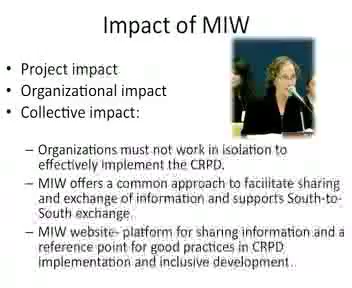 Impact of MIW
• Project impact
• Organizational impact
• Collective impact:
– Organizations must not work in isolation to
effectively implement the CRPD.
– MIW offers a common approach to facilitate sharing
and exchange of information and supports South-to-
South exchange.
– MIW website- platform for sharing information and a
reference point for good practices in CRPD
implementation and inclusive development.